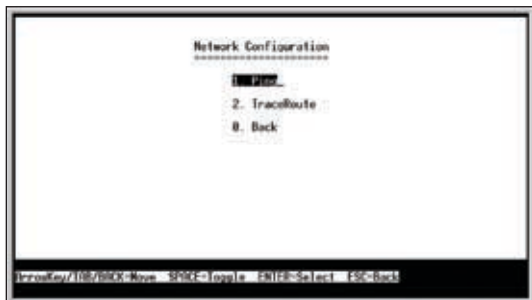 Network Configuration
1. Ping
2. TraceRoute
0. Back
ArrowKey/TAB/BACK-Move SPACE-Toggle ENTER-Select ESC-Back